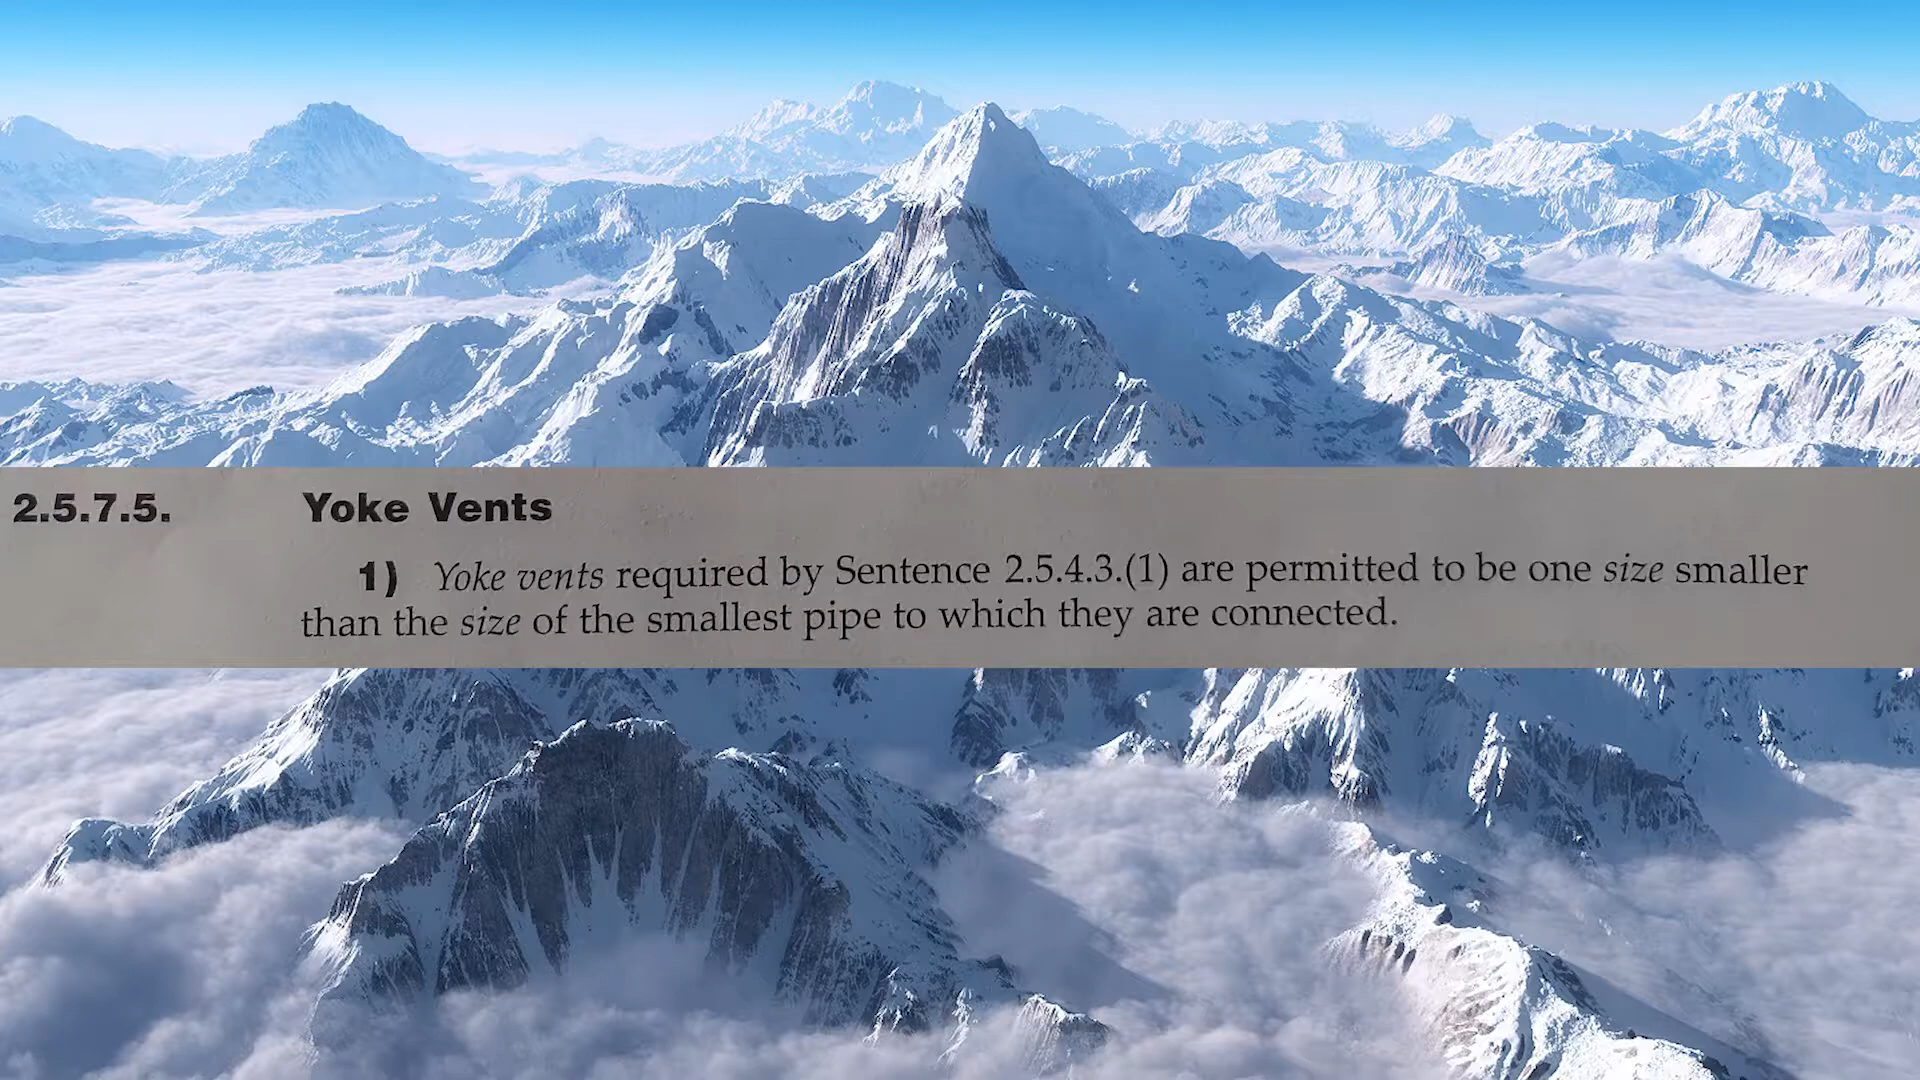 2.5.7.5. Yoke Vents
1) Yoke vents required by Sentence 2.5.4.3.(1) are permitted to be one size smaller
than the size of the smallest pipe to which they are connected.